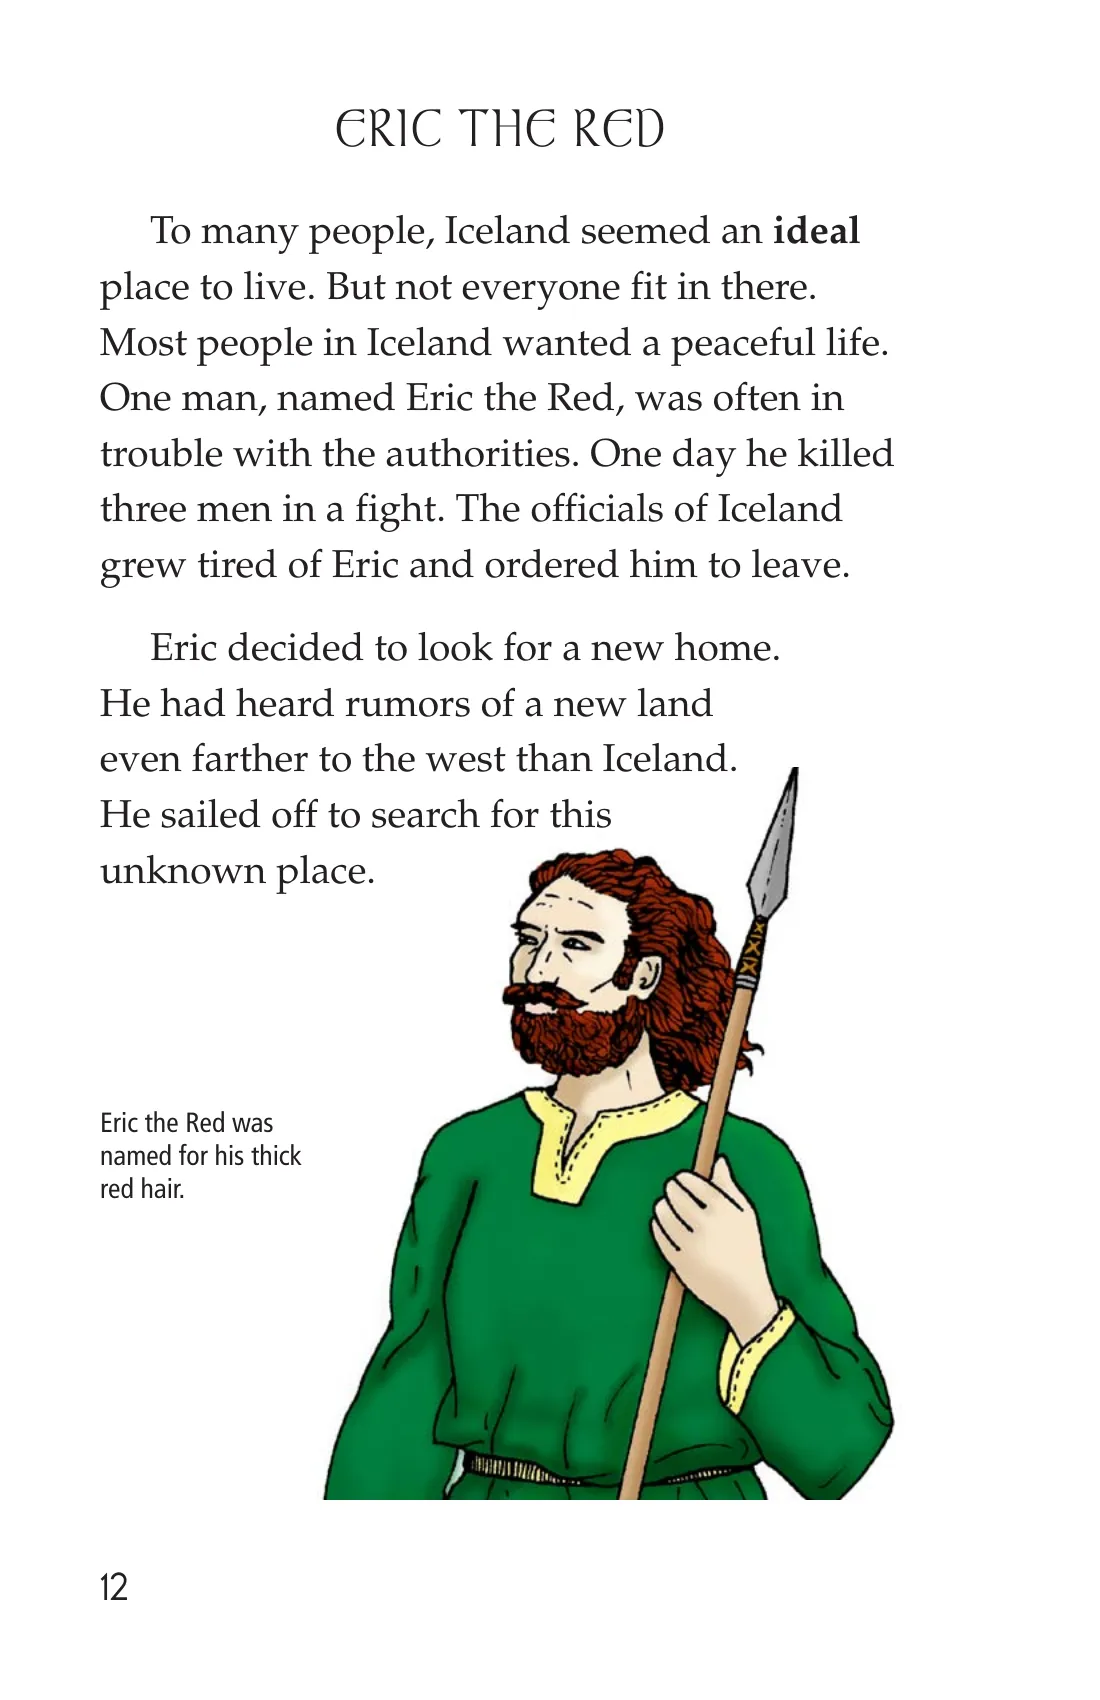 ERIC THE RED
To many people, Iceland seemed an ideal
place to live. But not everyone fit in there.
Most people in Iceland wanted a peaceful life.
One man, named Eric the Red, was often in
trouble with the authorities. One day he killed
three men in a fight. The officials of Iceland
grew tired of Eric and ordered him to leave.
Eric decided to look for a new home.
He had heard rumors of a new land
even farther to the west than Iceland.
He sailed off to search for this
unknown place.
Eric the Red was
named for his thick
red hair.
12